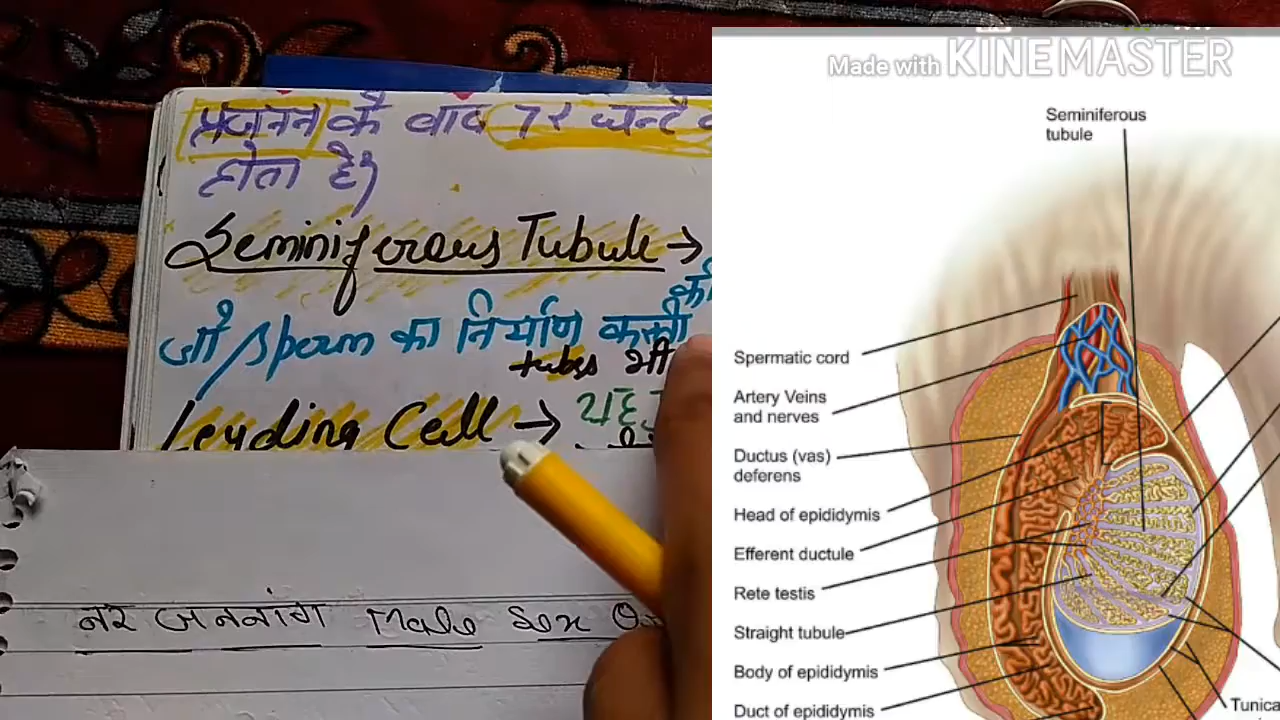 प्रजनन के बाद 72 घन्टे
होता है।
Seminiferous Tubule →
जो sperm का निर्माण करती
tubes भी
Leyding Cell → यह
नर जननांग Male Sex
Made with KINEMASTER
Seminiferous
tubule
Spermatic cord
Artery Veins
and nerves
Ductus (vas)
deferens
Head of epididymis
Efferent ductule
Rete testis
Straight tubule
Body of epididymis
Duct of epididymis
Tunica